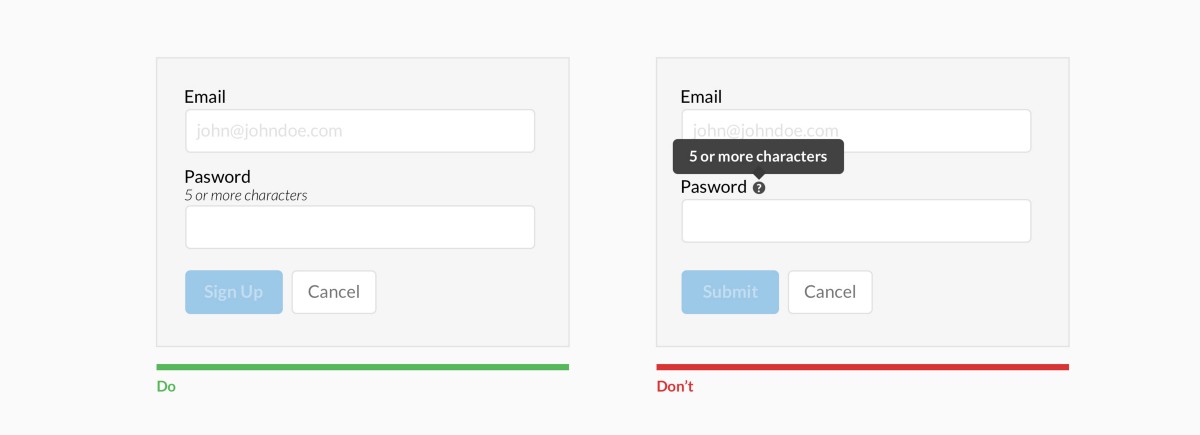 Email
john@johndoe.com
Pasword
5 or more characters
Sign Up
Cancel
Do
Email
john@johndoe.com
5 or more characters
Pasword ?
Submit
Cancel
Don't